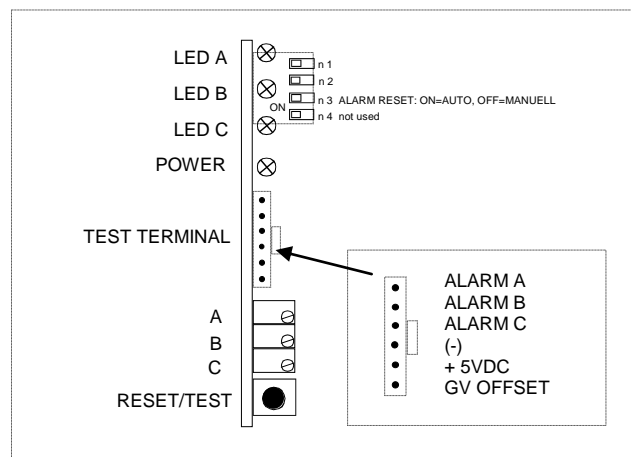 LED A
n 1
n 2
LED B
n 3 ALARM RESET: ON=AUTO, OFF=MANUELL
ON
n 4 not used
LED C
POWER
TEST TERMINAL
ALARM A
ALARM B
ALARM C
(-)
+ 5VDC
GV OFFSET
A
B
C
RESET/TEST